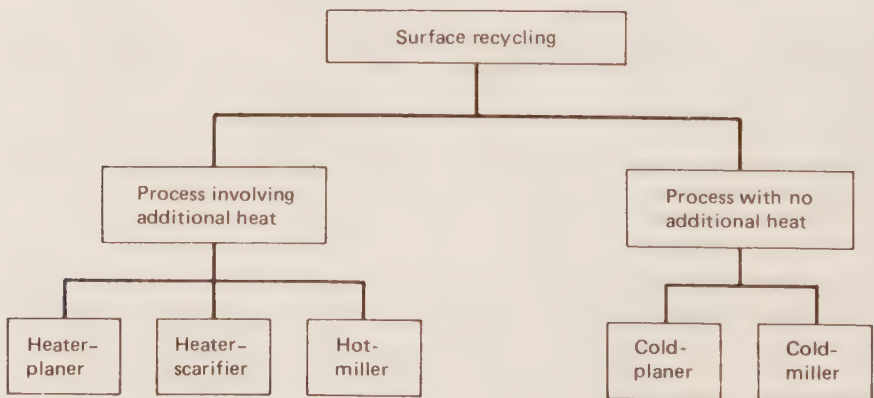 Surface recycling
Process involving
additional heat
Process with no
additional heat
Heater-
planer
Heater-
scarifier
Hot-
miller
Cold-
planer
Cold-
miller